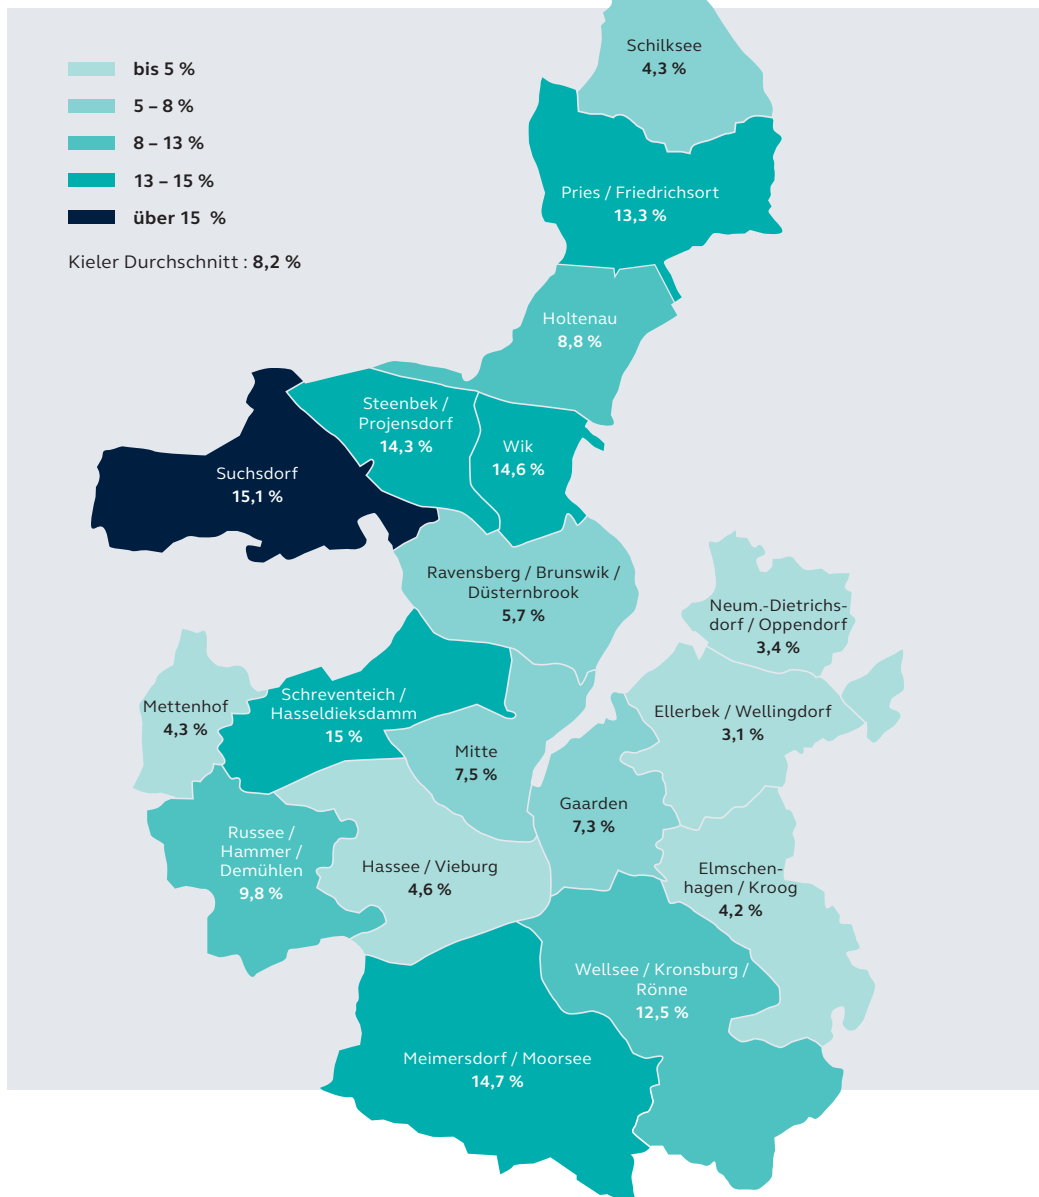 bis 5 %
5 – 8 %
8 – 13 %
13 – 15 %
über 15 %
Kieler Durchschnitt : 8,2 %
Schilksee
4,3 %
Pries / Friedrichsort
13,3 %
Holtenau
8,8 %
Steenbek /
Projensdorf
14,3 %
Wik
14,6 %
Suchsdorf
15,1 %
Ravensberg / Brunswik /
Düsternbrook
5,7 %
Neum.-Dietrichs-
dorf / Oppendorf
3,4 %
Mettenhof
4,3 %
Schreventeich /
Hasseldieksdamm
15 %
Ellerbek / Wellingdorf
3,1 %
Mitte
7,5 %
Gaarden
7,3 %
Russee /
Hammer /
Demühlen
9,8 %
Hassee / Vieburg
4,6 %
Elmschen-
hagen / Kroog
4,2 %
Wellsee / Kronsburg /
Rönne
12,5 %
Meimersdorf / Moorsee
14,7 %